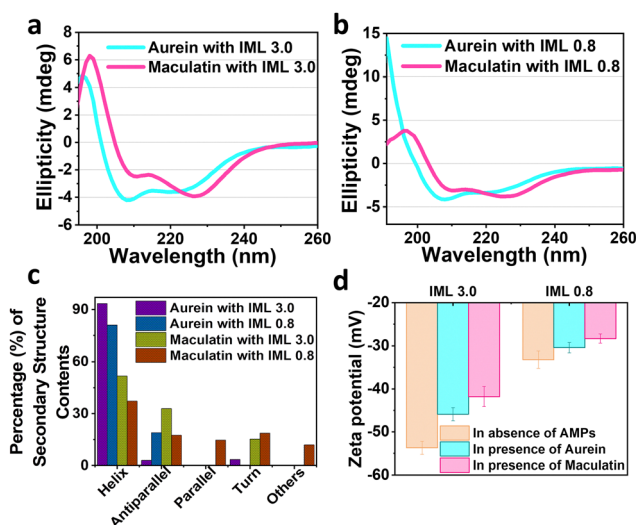 a
Aurein with IML 3.0
Maculatin with IML 3.0
Ellipticity (mdeg)
8
6
4
2
0
-2
-4
-6
200 220 240 260
Wavelength (nm)
b
Aurein with IML 0.8
Maculatin with IML 0.8
Ellipticity (mdeg)
15
10
5
0
-5
200 220 240 260
Wavelength (nm)
c
Aurein with IML 3.0
Aurein with IML 0.8
Maculatin with IML 3.0
Maculatin with IML 0.8
Percentage (%) of
Secondary Structure
Contents
90
60
30
0
Helix
Antiparallel
Parallel
Turn
Others
d
IML 3.0 IML 0.8
Zeta potential (mV)
-20
-30
-40
-50
-60
In absence of AMPs
In presence of Aurein
In presence of Maculatin